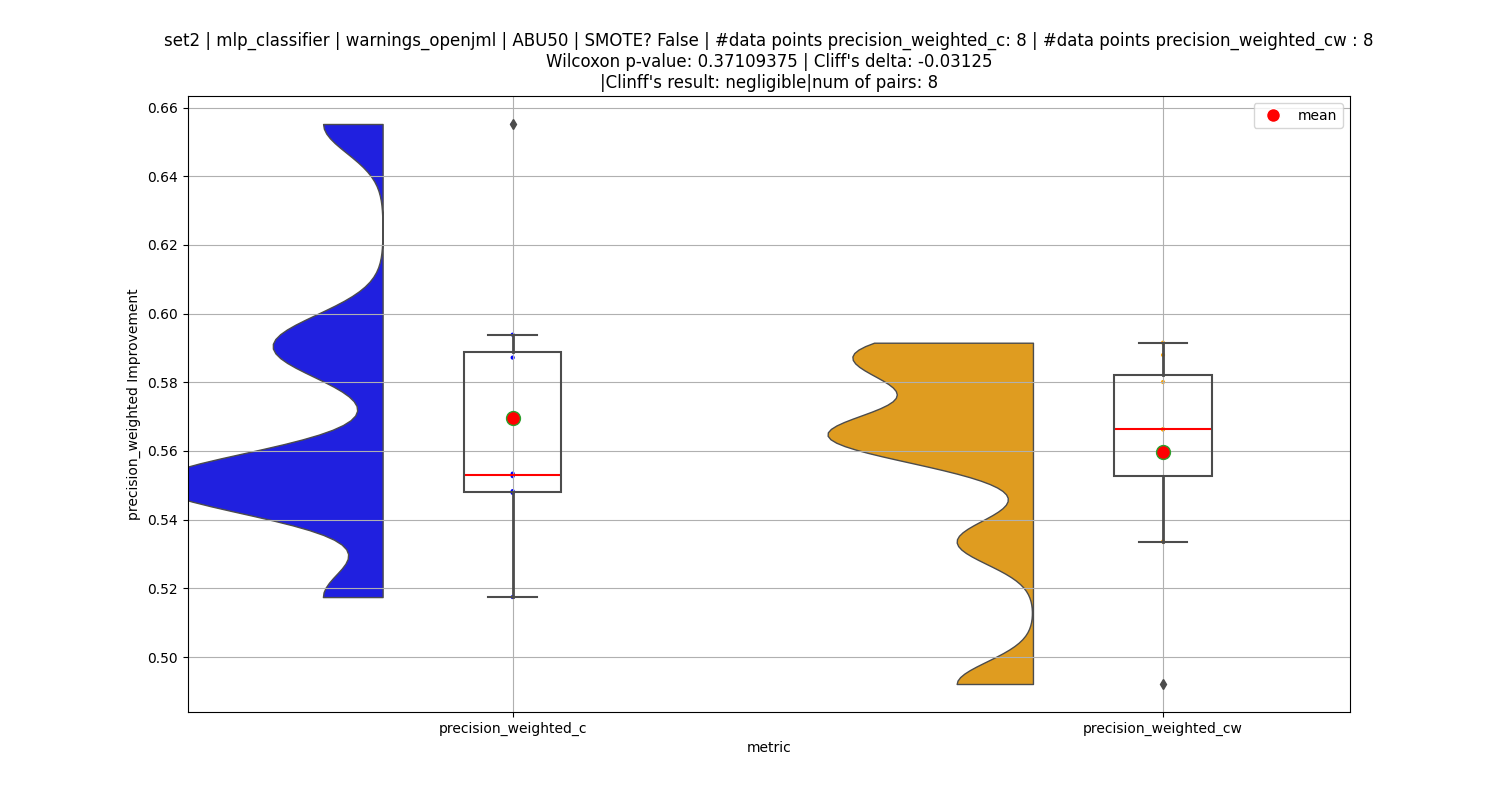 set2 | mlp_classifier | warnings_openjml | ABU50 | SMOTE? False | #data points precision_weighted_c: 8 | #data points precision_weighted_cw : 8
Wilcoxon p-value: 0.37109375 | Cliff's delta: -0.03125
|Clinff's result: negligible|num of pairs: 8
mean
precision_weighted Improvement
0.66
0.64
0.62
0.60
0.58
0.56
0.54
0.52
0.50
precision_weighted_c
precision_weighted_cw
metric